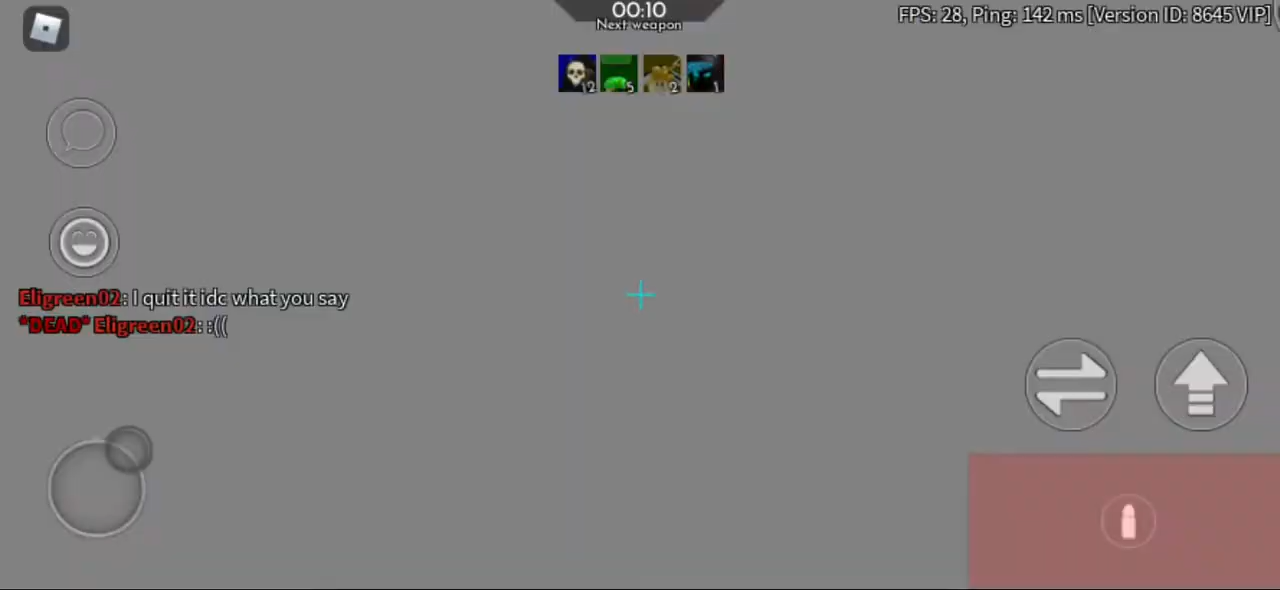 00:10
Next weapon
FPS: 28, Ping: 142 ms [Version ID: 8645 VIP]
12 5 2 1
Eligreen02: I quit it idc what you say
*DEAD* Eligreen02: :(((